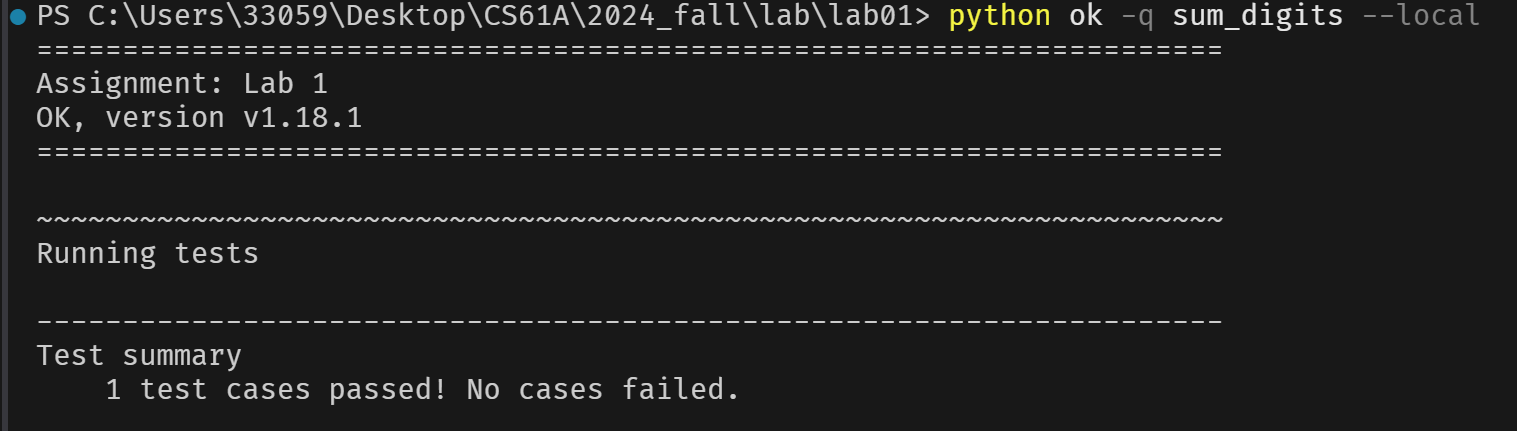 PS C:\Users\33059\Desktop\CS61A\2024_fall\lab\lab01> python ok -q sum_digits --local
=====================================================================
Assignment: Lab 1
OK, version v1.18.1
=====================================================================
~~~~~~~~~~~~~~~~~~~~~~~~~~~~~~~~~~~~~~~~~~~~~~~~~~~~~~~~~~~~~~~~~~~~~
Running tests
---------------------------------------------------------------------
Test summary
    1 test cases passed! No cases failed.